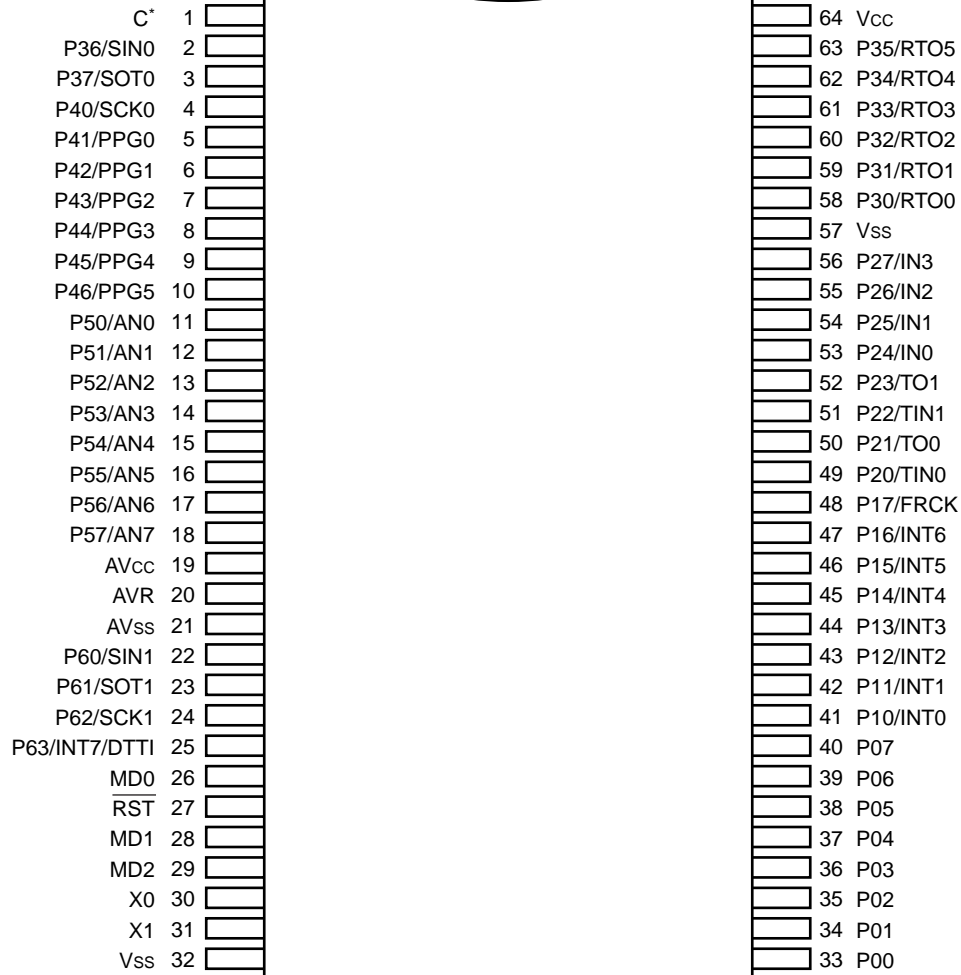 C* 1 64 Vcc
P36/SIN0 2 63 P35/RTO5
P37/SOT0 3 62 P34/RTO4
P40/SCK0 4 61 P33/RTO3
P41/PPG0 5 60 P32/RTO2
P42/PPG1 6 59 P31/RTO1
P43/PPG2 7 58 P30/RTO0
P44/PPG3 8 57 Vss
P45/PPG4 9 56 P27/IN3
P46/PPG5 10 55 P26/IN2
P50/AN0 11 54 P25/IN1
P51/AN1 12 53 P24/IN0
P52/AN2 13 52 P23/TO1
P53/AN3 14 51 P22/TIN1
P54/AN4 15 50 P21/TO0
P55/AN5 16 49 P20/TIN0
P56/AN6 17 48 P17/FRCK
P57/AN7 18 47 P16/INT6
AVcc 19 46 P15/INT5
AVR 20 45 P14/INT4
AVss 21 44 P13/INT3
P60/SIN1 22 43 P12/INT2
P61/SOT1 23 42 P11/INT1
P62/SCK1 24 41 P10/INT0
P63/INT7/DTTI 25 40 P07
MD0 26 39 P06
RST 27 38 P05
MD1 28 37 P04
MD2 29 36 P03
X0 30 35 P02
X1 31 34 P01
Vss 32 33 P00